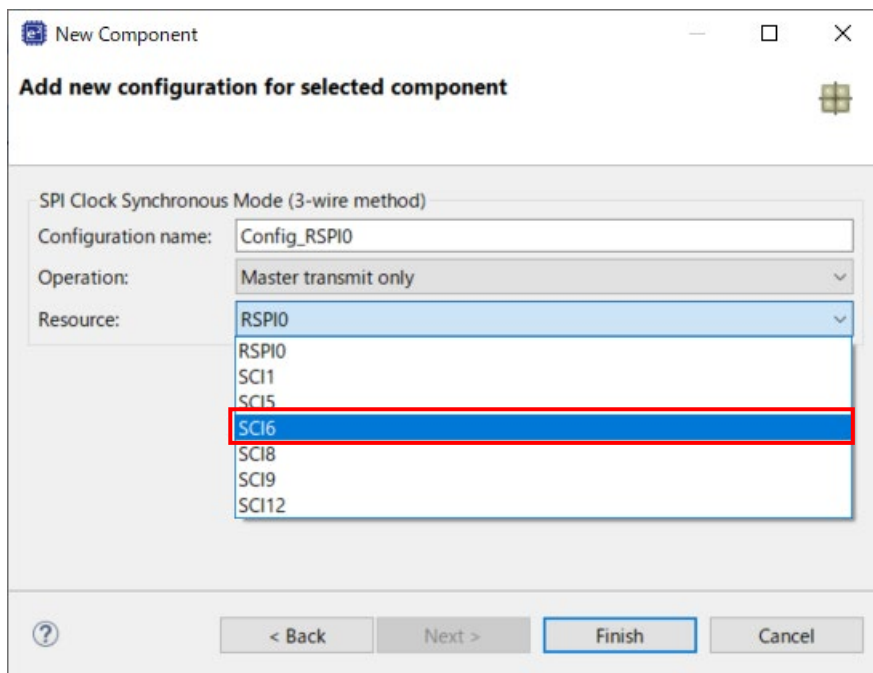 New Component
Add new configuration for selected component
SPI Clock Synchronous Mode (3-wire method)
Configuration name: Config_RSPI0
Operation: Master transmit only
Resource: RSPI0
RSPI0
SCI1
SCI5
SCI6
SCI8
SCI9
SCI12
< Back Next > Finish Cancel